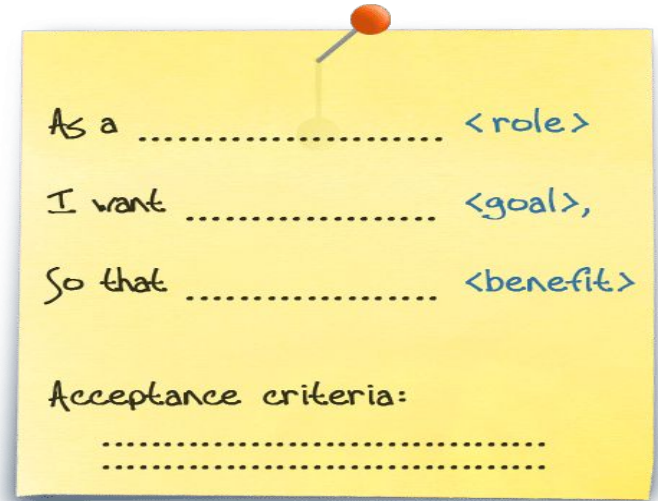 As a ........................ <role>
I want .................... <goal>,
So that .................... <benefit>
Acceptance criteria:
...................................
...................................